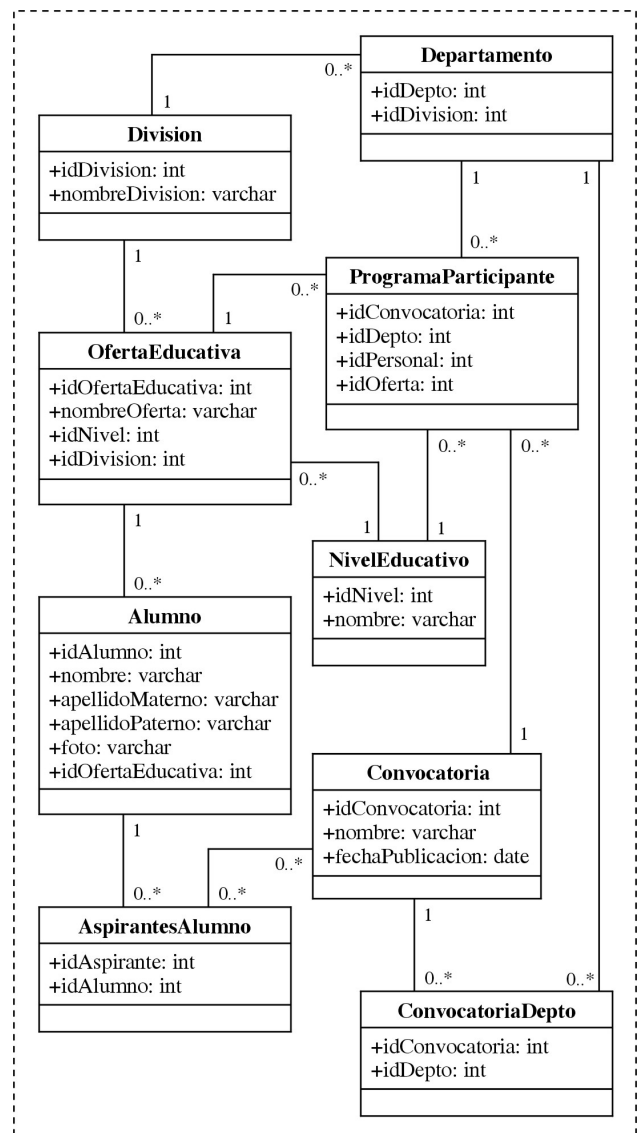 Departamento
+idDepto: int
+idDivision: int
0..*
1
Division
+idDivision: int
+nombreDivision: varchar
1
1
1
0..*
ProgramaParticipante
+idConvocatoria: int
+idDepto: int
+idPersonal: int
+idOferta: int
0..*
1
0..*
OfertaEducativa
+idOfertaEducativa: int
+nombreOferta: varchar
+idNivel: int
+idDivision: int
0..*
0..*
0..*
1
1
1
NivelEducativo
+idNivel: int
+nombre: varchar
0..*
Alumno
+idAlumno: int
+nombre: varchar
+apellidoMaterno: varchar
+apellidoPaterno: varchar
+foto: varchar
+idOfertaEducativa: int
1
Convocatoria
+idConvocatoria: int
+nombre: varchar
+fechaPublicacion: date
1
0..*
0..*
0..*
AspirantesAlumno
+idAspirante: int
+idAlumno: int
1
0..*
0..*
ConvocatoriaDepto
+idConvocatoria: int
+idDepto: int